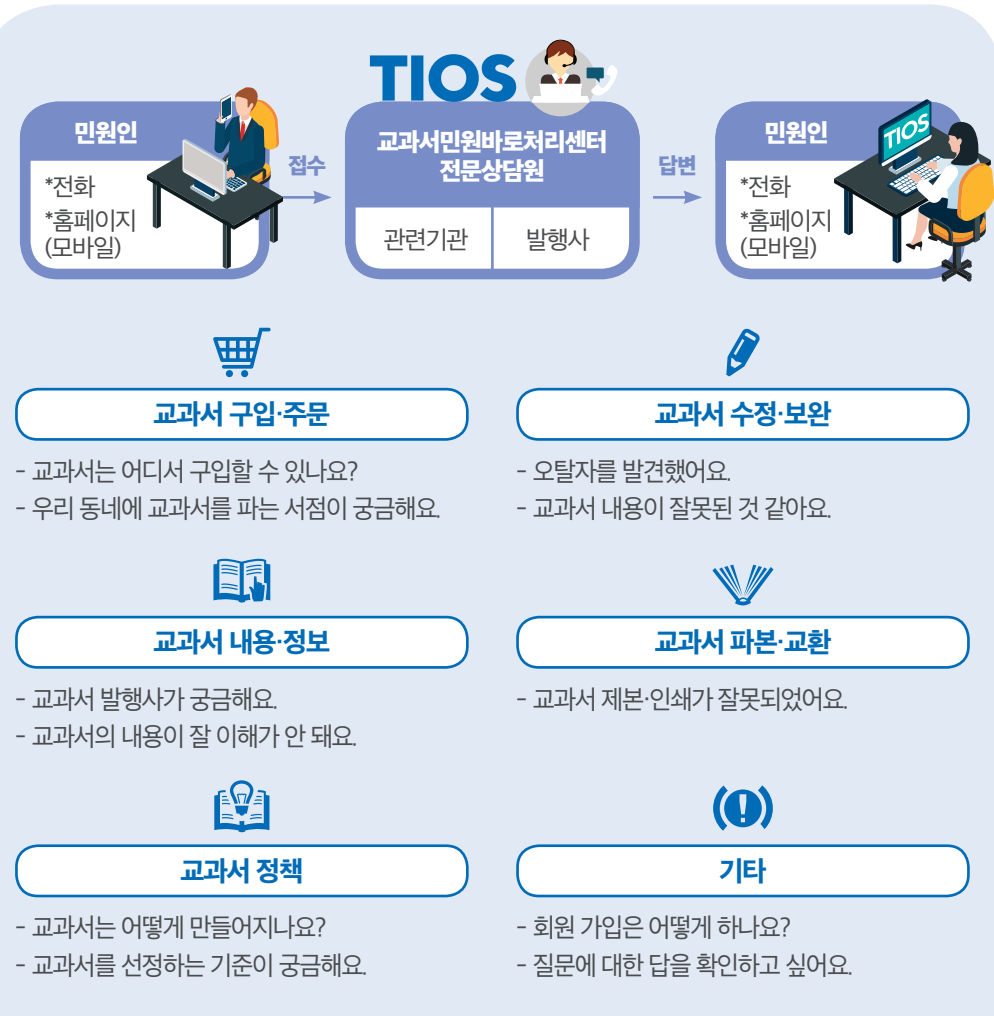 TIOS
민원인
*전화
*홈페이지
(모바일)
접수
교과서민원바로처리센터
전문상담원
관련기관
발행사
답변
민원인
*전화
*홈페이지
(모바일)
TIOS
교과서 구입·주문
- 교과서는 어디서 구입할 수 있나요?
- 우리 동네에 교과서를 파는 서점이 궁금해요.
교과서 수정·보완
- 오탈자를 발견했어요.
- 교과서 내용이 잘못된 것 같아요.
교과서 내용·정보
- 교과서 발행사가 궁금해요.
- 교과서의 내용이 잘 이해가 안 돼요.
교과서 파본·교환
- 교과서 제본·인쇄가 잘못되었어요.
교과서 정책
- 교과서는 어떻게 만들어지나요?
- 교과서를 선정하는 기준이 궁금해요.
기타
- 회원 가입은 어떻게 하나요?
- 질문에 대한 답을 확인하고 싶어요.